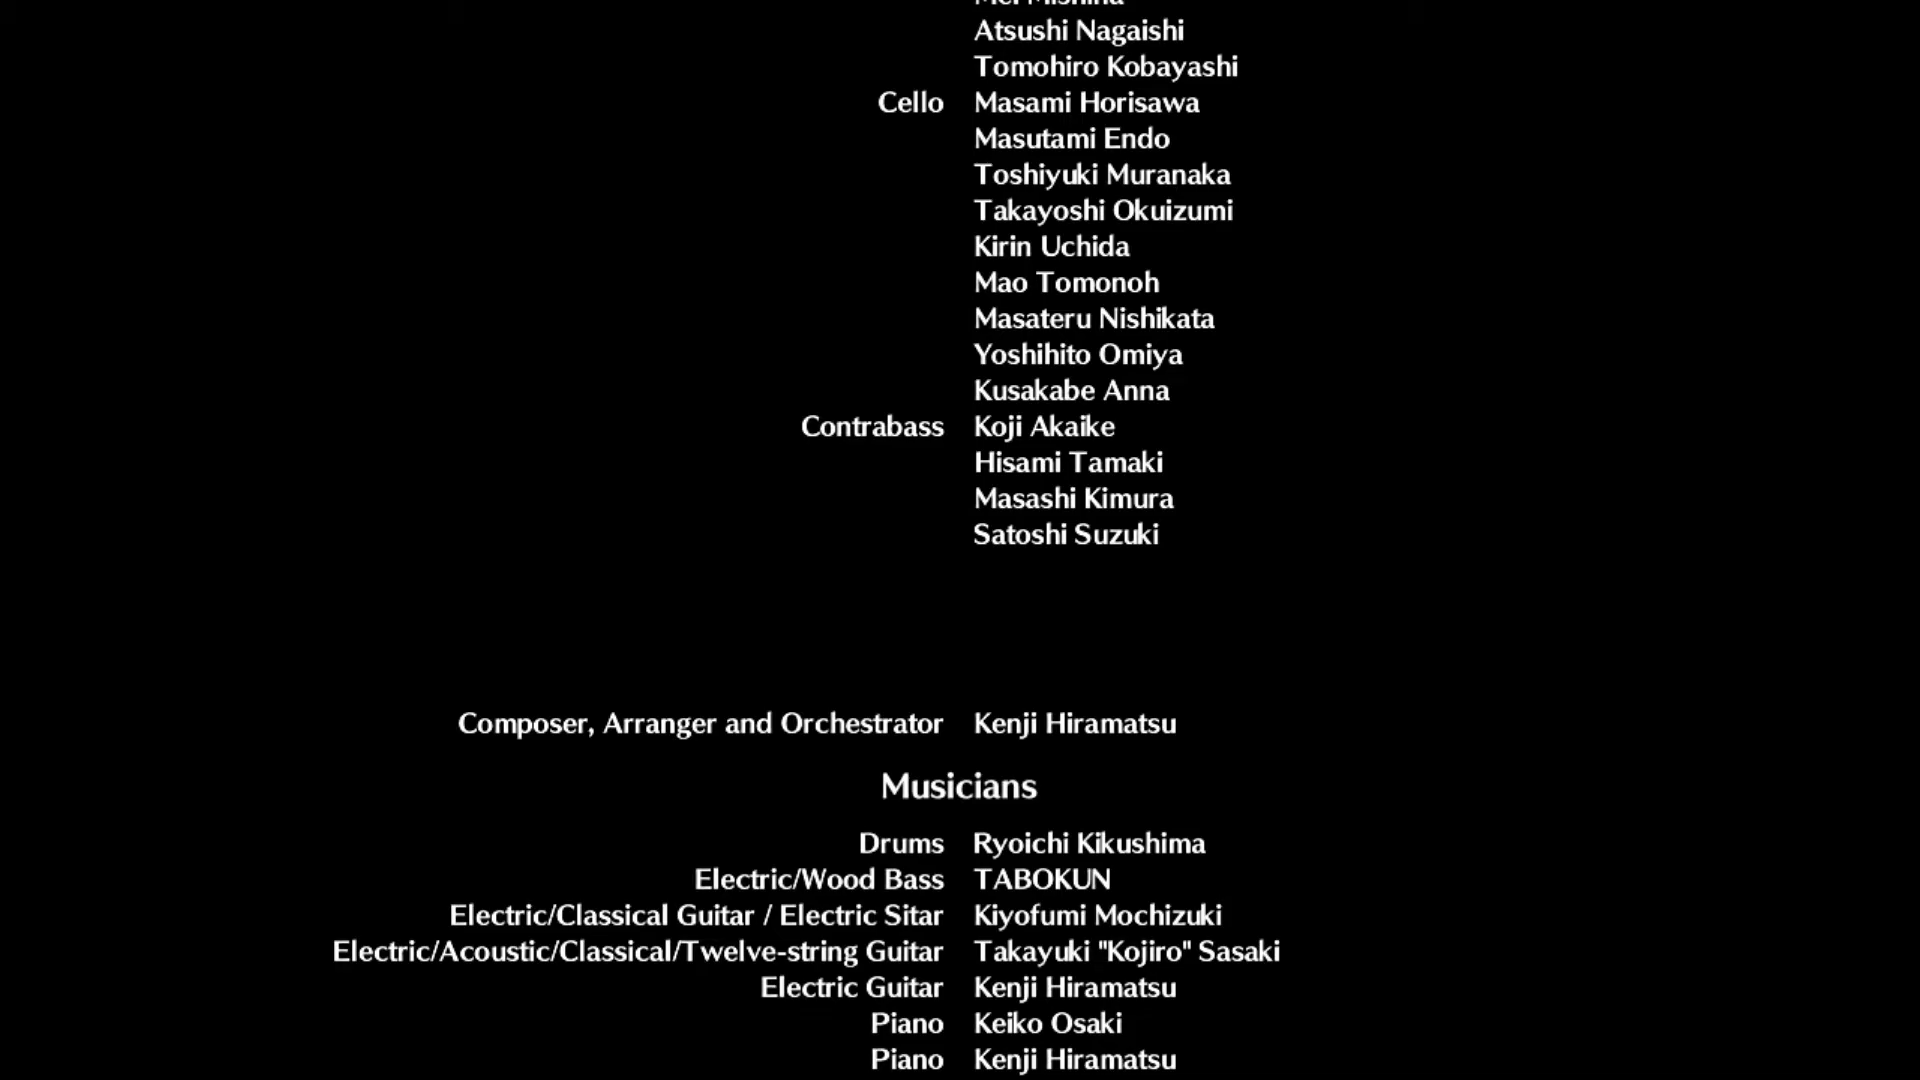 Atsushi Nagaishi
Tomohiro Kobayashi
Cello Masami Horisawa
Masutami Endo
Toshiyuki Muranaka
Takayoshi Okuizumi
Kirin Uchida
Mao Tomonoh
Masateru Nishikata
Yoshihito Omiya
Kusakabe Anna
Contrabass Koji Akaike
Hisami Tamaki
Masashi Kimura
Satoshi Suzuki
Composer, Arranger and Orchestrator Kenji Hiramatsu
Musicians
Drums Ryoichi Kikushima
Electric/Wood Bass TABOKUN
Electric/Classical Guitar / Electric Sitar Kiyofumi Mochizuki
Electric/Acoustic/Classical/Twelve-string Guitar Takayuki "Kojiro" Sasaki
Electric Guitar Kenji Hiramatsu
Piano Keiko Osaki
Piano Kenji Hiramatsu